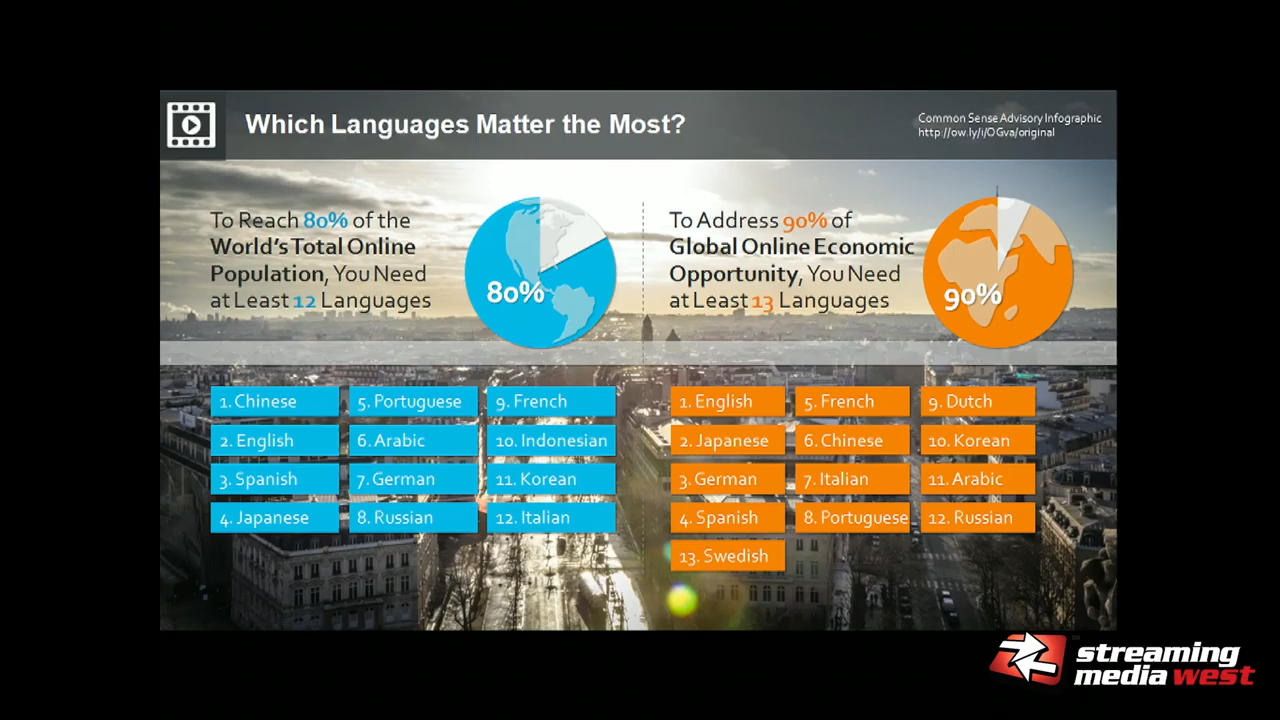 Which Languages Matter the Most?
Common Sense Advisory Infographic
http://ow.ly/i/OGva/original
To Reach 80% of the
World's Total Online
Population, You Need
at Least 12 Languages
80%
To Address 90% of
Global Online Economic
Opportunity, You Need
at Least 13 Languages
90%
1. Chinese
5. Portuguese
9. French
2. English
6. Arabic
10. Indonesian
3. Spanish
7. German
11. Korean
4. Japanese
8. Russian
12. Italian
1. English
5. French
9. Dutch
2. Japanese
6. Chinese
10. Korean
3. German
7. Italian
11. Arabic
4. Spanish
8. Portuguese
12. Russian
13. Swedish
streaming
media west